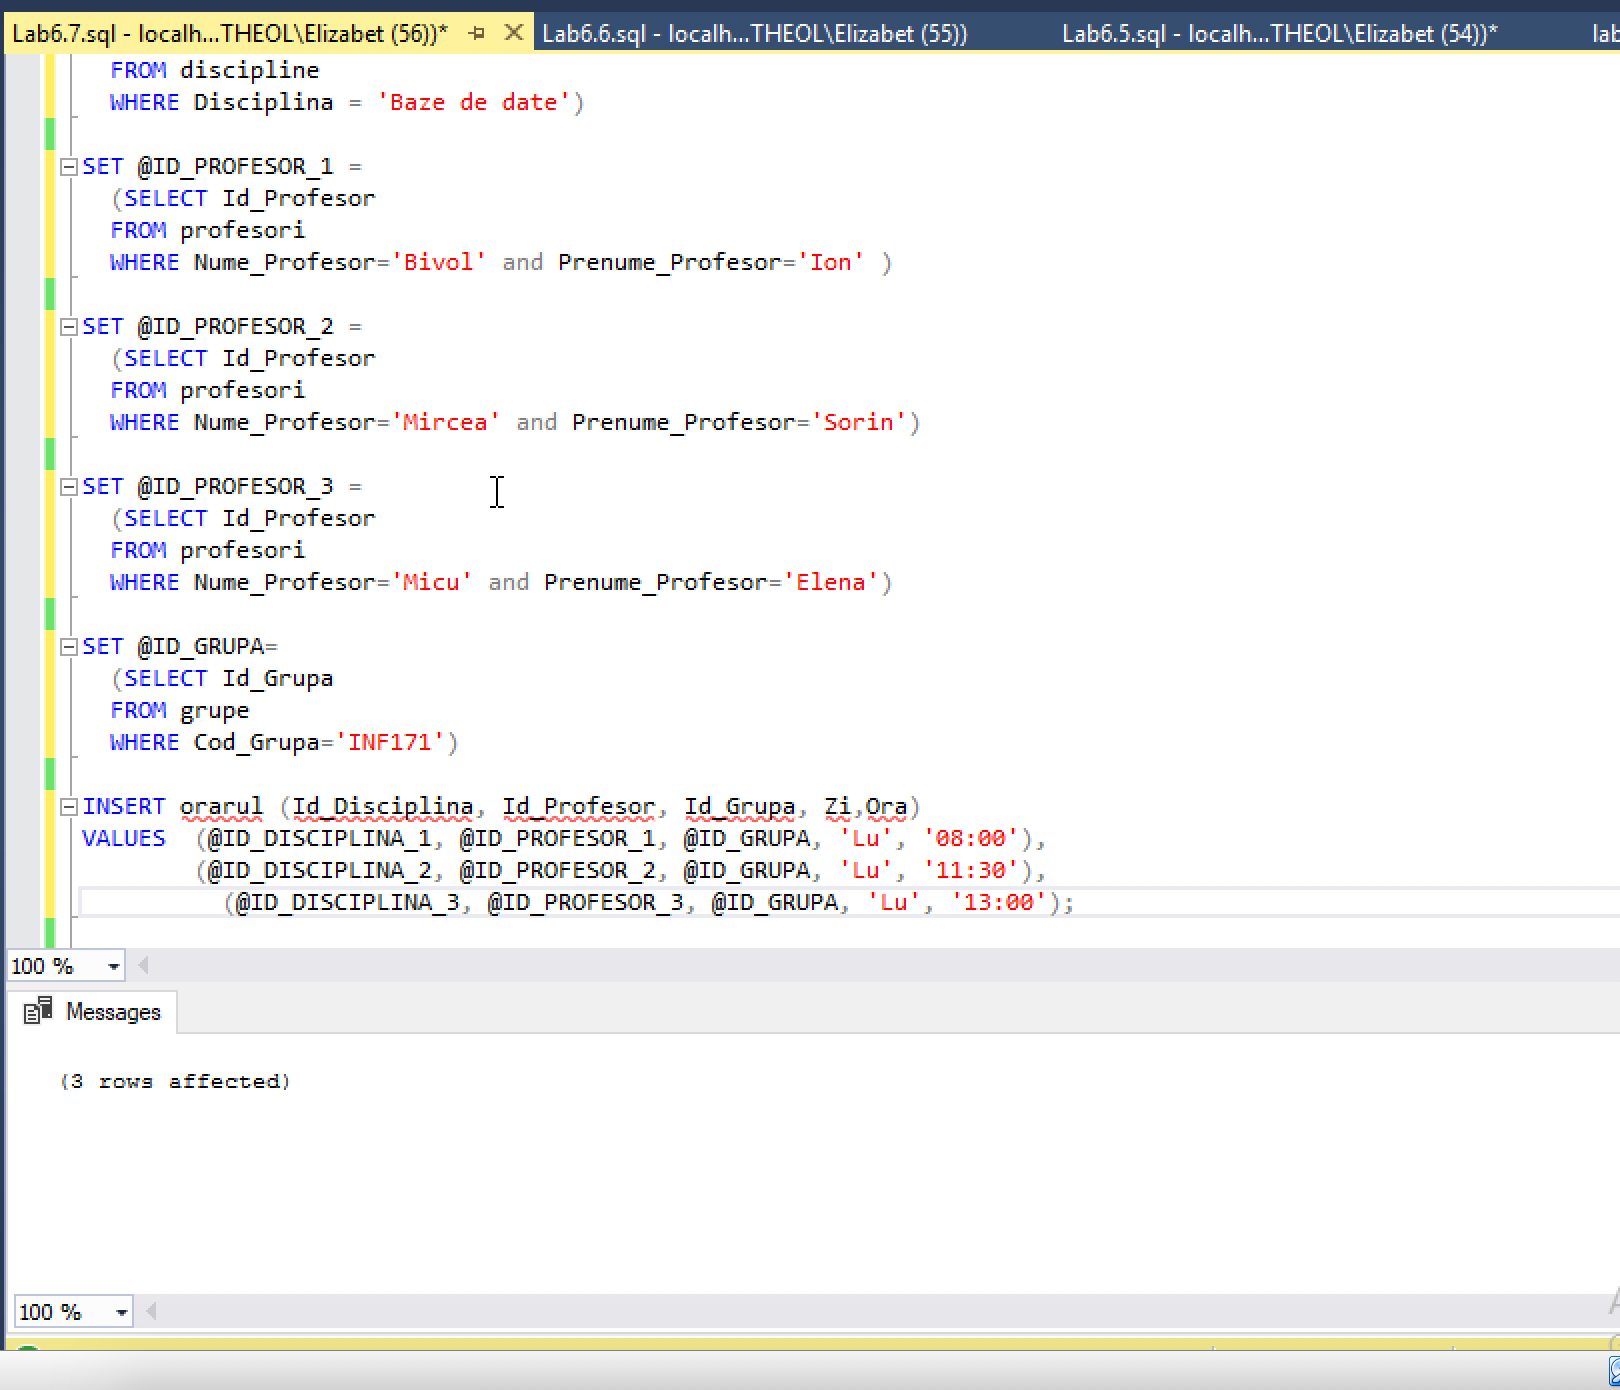 Lab6.7.sql - localh...THEOL\Elizabet (56))* Lab6.6.sql - localh...THEOL\Elizabet (55)) Lab6.5.sql - localh...THEOL\Elizabet (54))* lab
FROM discipline
WHERE Disciplina = 'Baze de date')
SET @ID_PROFESOR_1 =
(SELECT Id_Profesor
FROM profesori
WHERE Nume_Profesor='Bivol' and Prenume_Profesor='Ion' )
SET @ID_PROFESOR_2 =
(SELECT Id_Profesor
FROM profesori
WHERE Nume_Profesor='Mircea' and Prenume_Profesor='Sorin')
SET @ID_PROFESOR_3 =
(SELECT Id_Profesor
FROM profesori
WHERE Nume_Profesor='Micu' and Prenume_Profesor='Elena')
SET @ID_GRUPA=
(SELECT Id_Grupa
FROM grupe
WHERE Cod_Grupa='INF171')
INSERT orarul (Id_Disciplina, Id_Profesor, Id_Grupa, Zi,Ora)
VALUES (@ID_DISCIPLINA_1, @ID_PROFESOR_1, @ID_GRUPA, 'Lu', '08:00'),
(@ID_DISCIPLINA_2, @ID_PROFESOR_2, @ID_GRUPA, 'Lu', '11:30'),
(@ID_DISCIPLINA_3, @ID_PROFESOR_3, @ID_GRUPA, 'Lu', '13:00');
100 %
Messages
(3 rows affected)
100 %